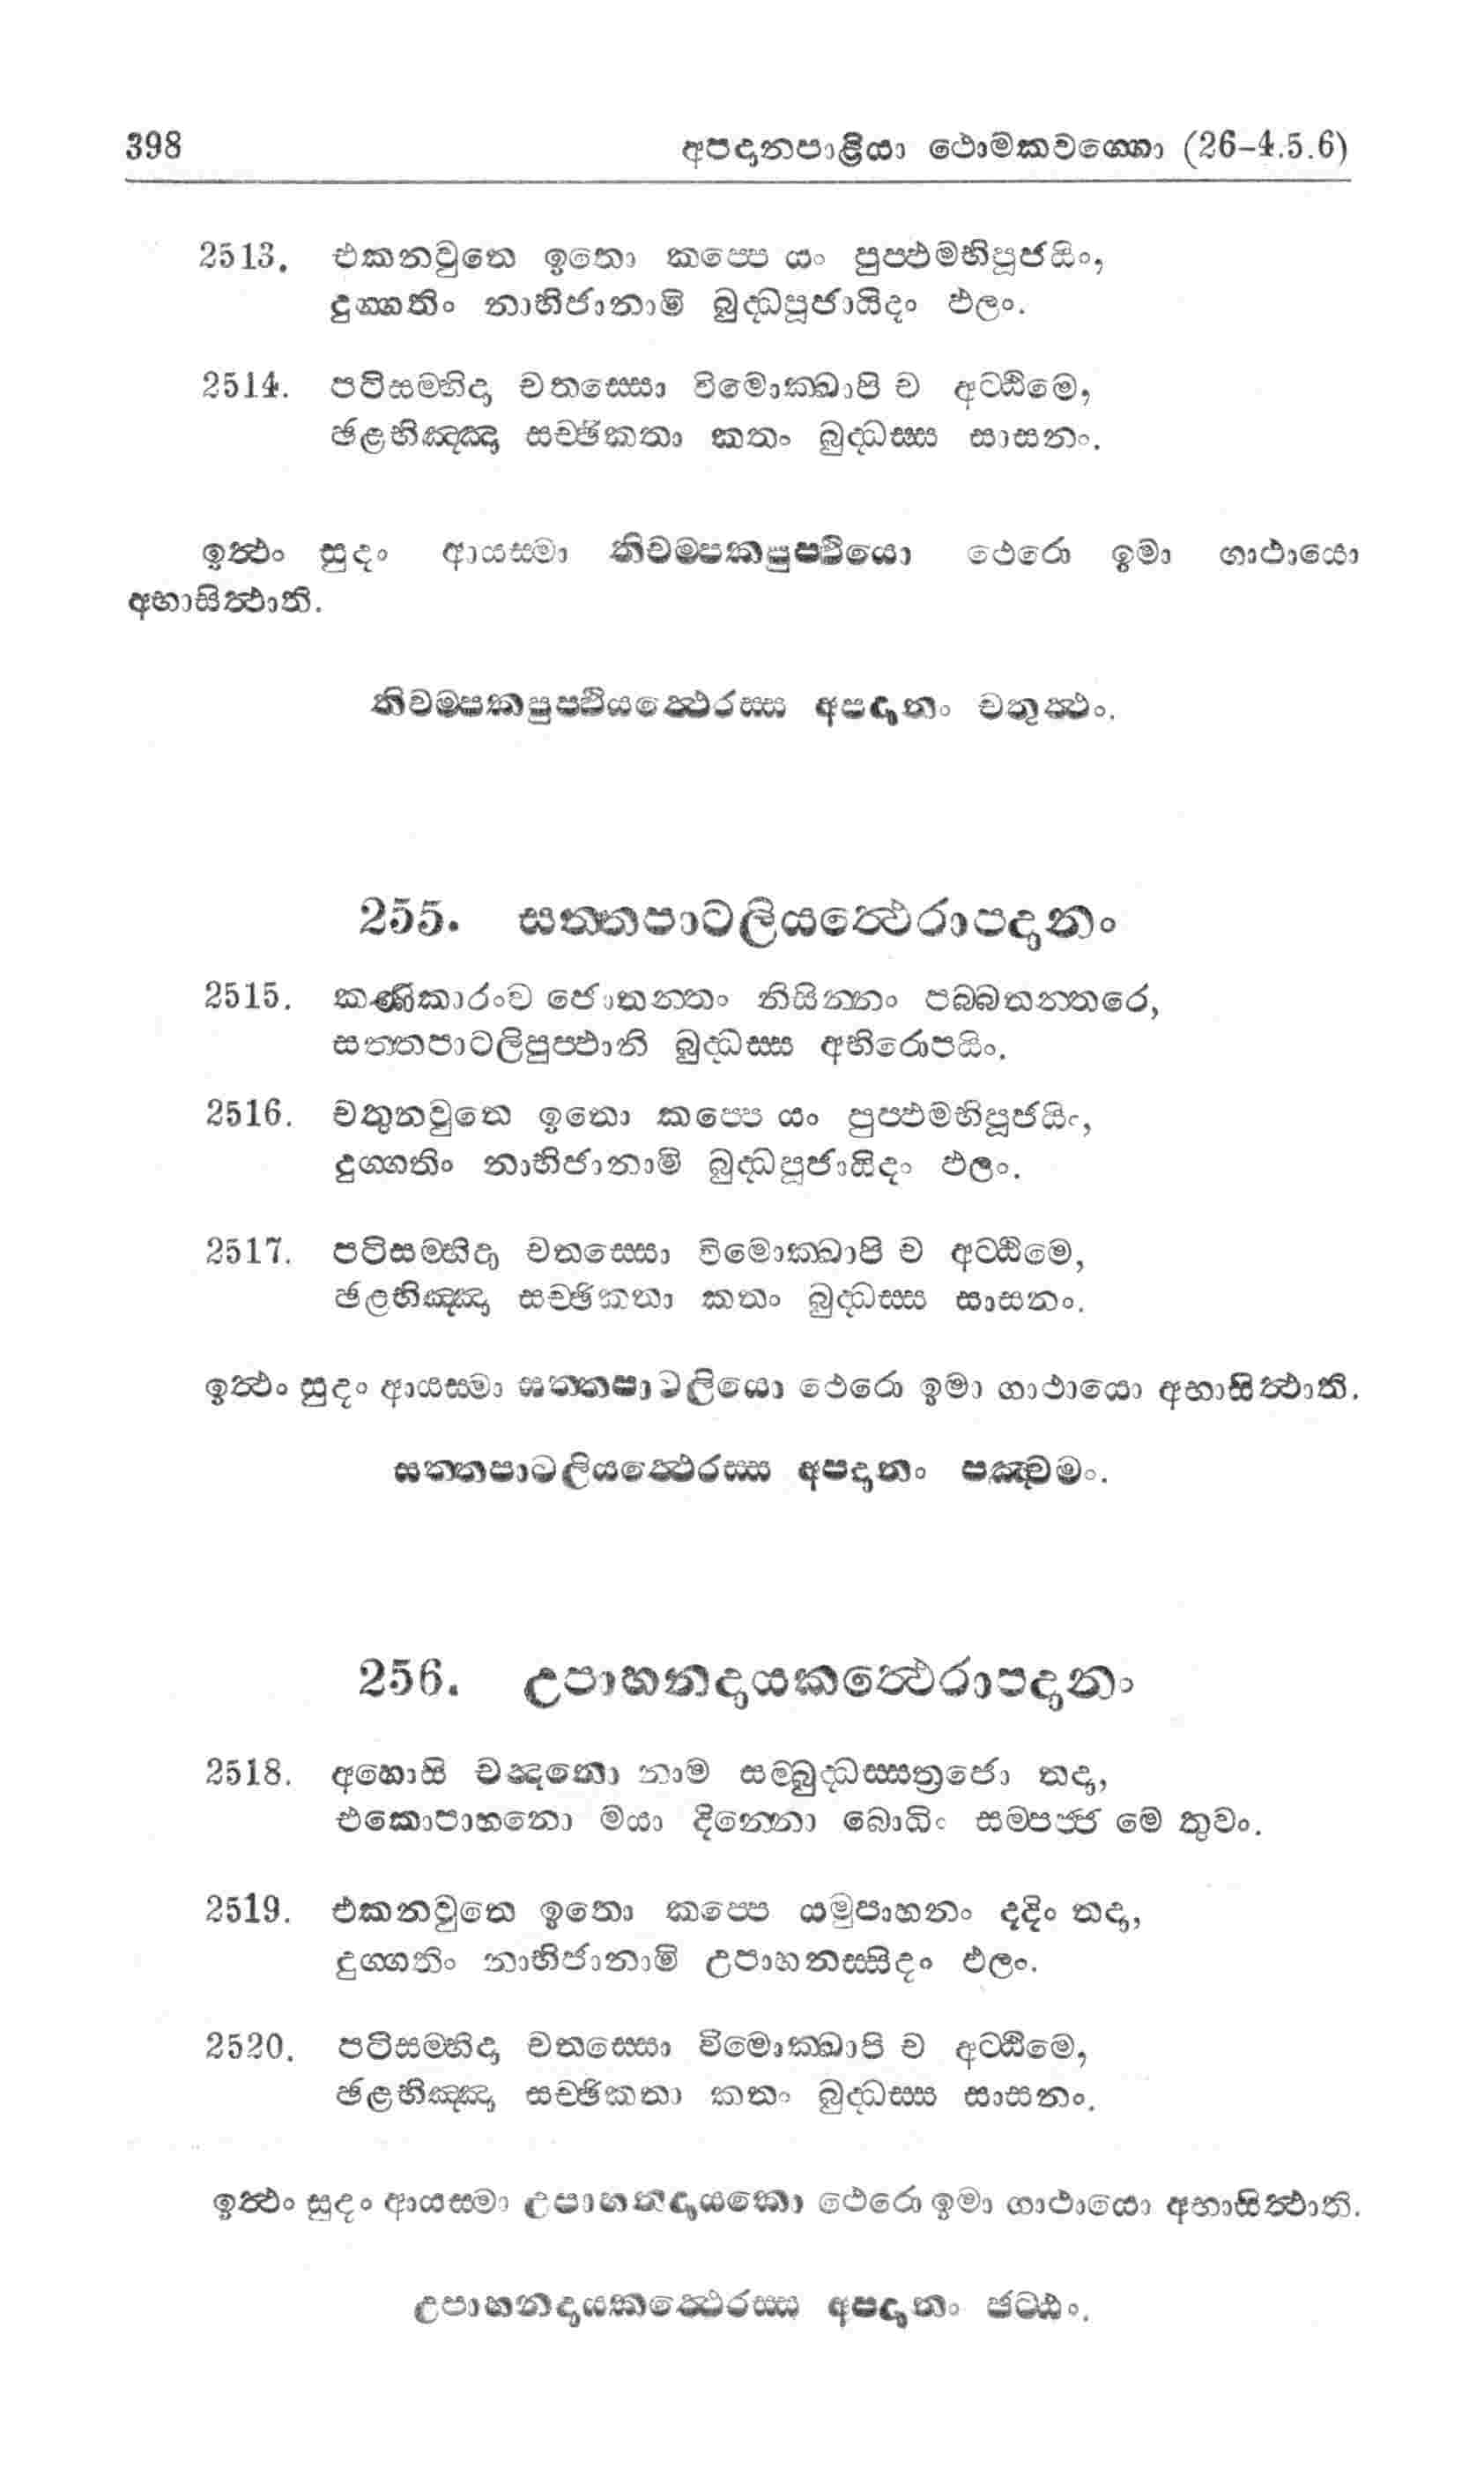 398 අපදානපාළියා ථොමකවග්ගො (26-4.5.6)
2513. එකනවුතෙ ඉතො කප්පෙ යං පුප්ඵමභිපූජයිං,
දුග්ගතිං නාභිජානාමි බුද්ධපූජායිදං ඵලං.
2514. පටිසම්භිදා චතස්සො විමොක්ඛාපි ච අට්ඨිමෙ,
ඡළභිඤ්ඤා සච්ඡිකතා කතං බුද්ධස්ස සාසනං.
ඉත්ථං සුදං ආයස්මා තිචම්පකපුප්ඵියො ථෙරො ඉමා ගාථායො
අභාසිත්ථාති.
තිචම්පකපුප්ඵියත්ථෙරස්ස අපදානං චතුත්ථං.
255. සත්තපාටලියත්ථෙරාපදානං
2515. කණිකාරංව ජොතන්තං නිසින්නං පබ්බතන්තරෙ,
සත්තපාටලිපුප්ඵානි බුද්ධස්ස අභිරොපයිං.
2516. චතුනවුතෙ ඉතො කප්පෙ යං පුප්ඵමභිපූජයිං,
දුග්ගතිං නාභිජානාමි බුද්ධපූජායිදං ඵලං.
2517. පටිසම්භිදා චතස්සො විමොක්ඛාපි ච අට්ඨිමෙ,
ඡළභිඤ්ඤා සච්ඡිකතා කතං බුද්ධස්ස සාසනං.
ඉත්ථං සුදං ආයස්මා සත්තපාටලියො ථෙරො ඉමා ගාථායො අභාසිත්ථාති.
සත්තපාටලියත්ථෙරස්ස අපදානං පඤ්චමං.
256. උපාහනදායකත්ථෙරාපදානං
2518. අහොසි චඤ්දනො නාම සම්බුද්ධස්සත්‍රජො තදා,
එකොපාහනො මයා දින්නො බොධිං සම්පජ්ජ මෙ තුවං.
2519. එකනවුතෙ ඉතො කප්පෙ යමුපාහනං දදිං තදා,
දුග්ගතිං නාභිජානාමි උපාහනස්සිදං ඵලං.
2520. පටිසම්භිදා චතස්සො විමොක්ඛාපි ච අට්ඨිමෙ,
ඡළභිඤ්ඤා සච්ඡිකතා කතං බුද්ධස්ස සාසනං.
ඉත්ථං සුදං ආයස්මා උපාහනදායකො ථෙරො ඉමා ගාථායො අභාසිත්ථාති.
උපාහනදායකත්ථෙරස්ස අපදානං ඡට්ඨං.